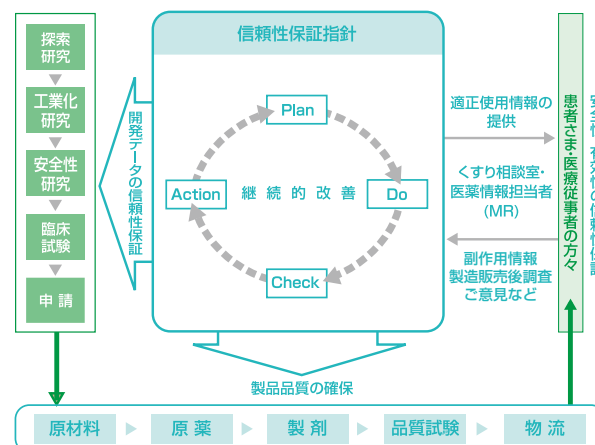 信頼性保証指針
探索
研究
工業化
研究
安全性
研究
臨床
試験
申請
開発データの信頼性保証
Plan
Action
継続的改善
Do
Check
適正使用情報の
提供
くすり相談室・
医薬情報担当者
(MR)
副作用情報
製造販売後調査
ご意見など
患者さま・医療従事者の方々
製品品質の確保
原材料
原薬
製剤
品質試験
物流